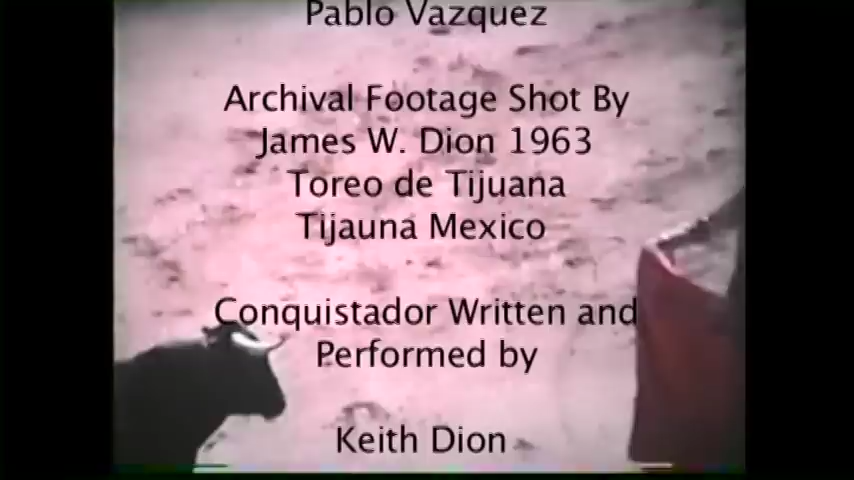 Pablo Vazquez
Archival Footage Shot By
James W. Dion 1963
Toreo de Tijuana
Tijauna Mexico
Conquistador Written and
Performed by
Keith Dion